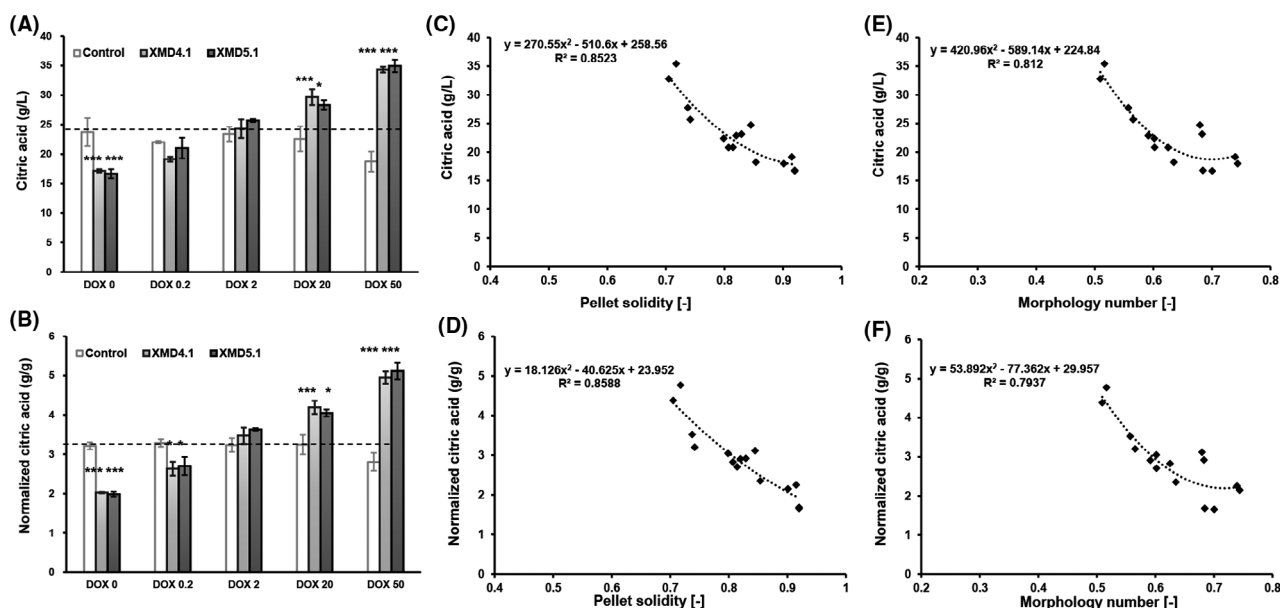 (A)
Citric acid (g/L)
40
35
30
25
20
15
10
5
0
Control XMD4.1 XMD5.1
*** ***
*** *
*** ***
DOX 0 DOX 0.2 DOX 2 DOX 20 DOX 50
(B)
Normalized citric acid (g/g)
6
5
4
3
2
1
0
Control XMD4.1 XMD5.1
*** ***
* *
*** *
*** ***
DOX 0 DOX 0.2 DOX 2 DOX 20 DOX 50
(C)
Citric acid (g/L)
40
35
30
25
20
15
10
5
0
y = 270.55x² - 510.6x + 258.56
R² = 0.8523
0.4 0.5 0.6 0.7 0.8 0.9 1
Pellet solidity [-]
(D)
Normalized citric acid (g/g)
6
5
4
3
2
1
0
y = 18.126x² - 40.625x + 23.952
R² = 0.8588
0.4 0.5 0.6 0.7 0.8 0.9 1
Pellet solidity [-]
(E)
Citric acid (g/L)
40
35
30
25
20
15
10
5
0
y = 420.96x² - 589.14x + 224.84
R² = 0.812
0.2 0.3 0.4 0.5 0.6 0.7 0.8
Morphology number [-]
(F)
Normalized citric acid (g/g)
6
5
4
3
2
1
0
y = 53.892x² - 77.362x + 29.957
R² = 0.7937
0.2 0.3 0.4 0.5 0.6 0.7 0.8
Morphology number [-]